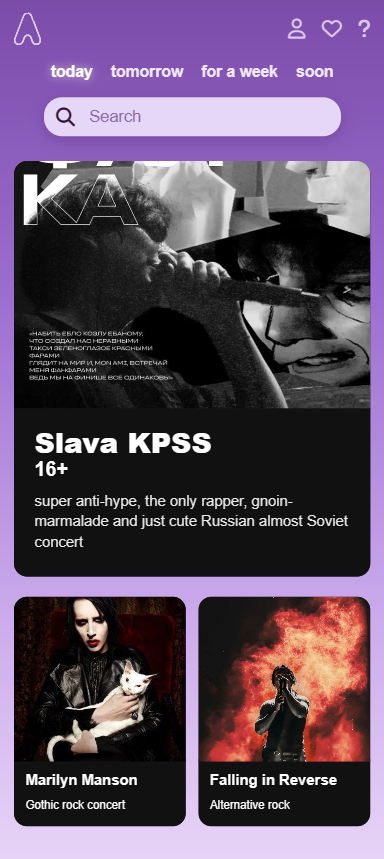 ?
today tomorrow for a week soon
Search
КА
«НАБИТЬ ЕБЛО КОЗЛУ ЕБАНОМУ,
ЧТО СОЗДАЛ НАС НЕРАВНЫМИ
ТАКСИ ЗЕЛЕНОГЛАЗОЕ КРАСНЫМИ
ФАРАМИ
ГЛЯДИТ НА МИР И, MON AMI, ВСТРЕЧАЙ
МЕНЯ ФАНФАРАМИ
ВЕДЬ МЫ НА ФИНИШЕ ВСЕ ОДИНАКОВЫ»
Slava KPSS
16+
super anti-hype, the only rapper, gnoin-
marmalade and just cute Russian almost Soviet
concert
Marilyn Manson Falling in Reverse
Gothic rock concert Alternative rock